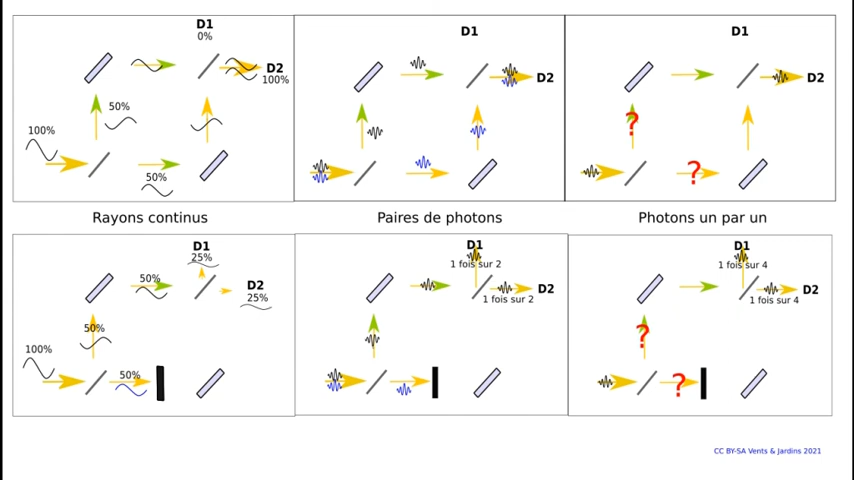 D1
0%
D2
100%
50%
100%
50%
D1
D2
?
?
D1
D2
Rayons continus
Paires de photons
Photons un par un
D1
25%
D2
25%
50%
50%
100%
50%
D1
1 fois sur 2
D2
1 fois sur 2
D1
1 fois sur 4
D2
1 fois sur 4
?
?
CC BY-SA Vents & Jardins 2021